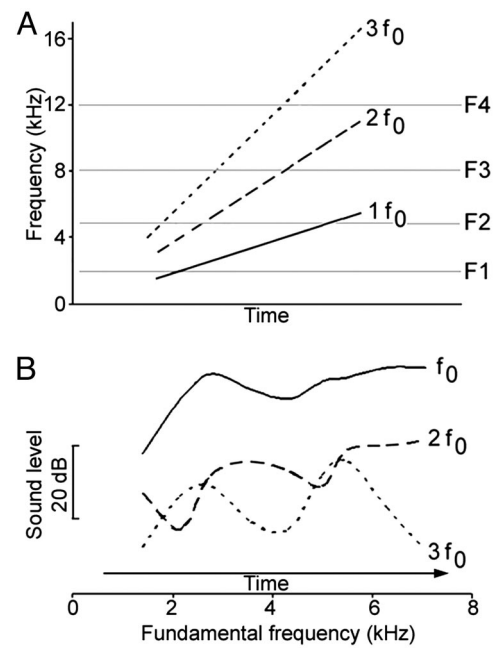 A
Frequency (kHz)
16
12
8
4
0
3 f0
2 f0
1 f0
F4
F3
F2
F1
Time
B
Sound level
20 dB
f0
2 f0
3 f0
Time
0 2 4 6 8
Fundamental frequency (kHz)